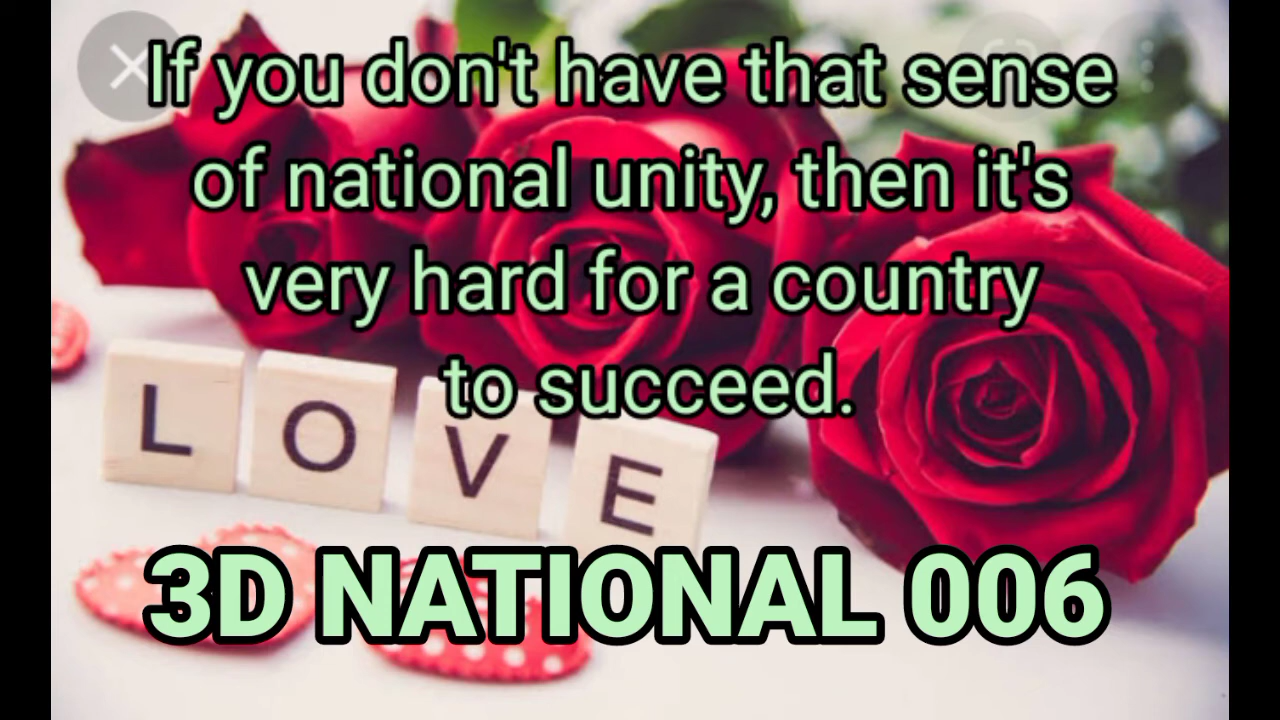 If you don't have that sense
of national unity, then it's
very hard for a country
to succeed.
L O V E
3D NATIONAL 006